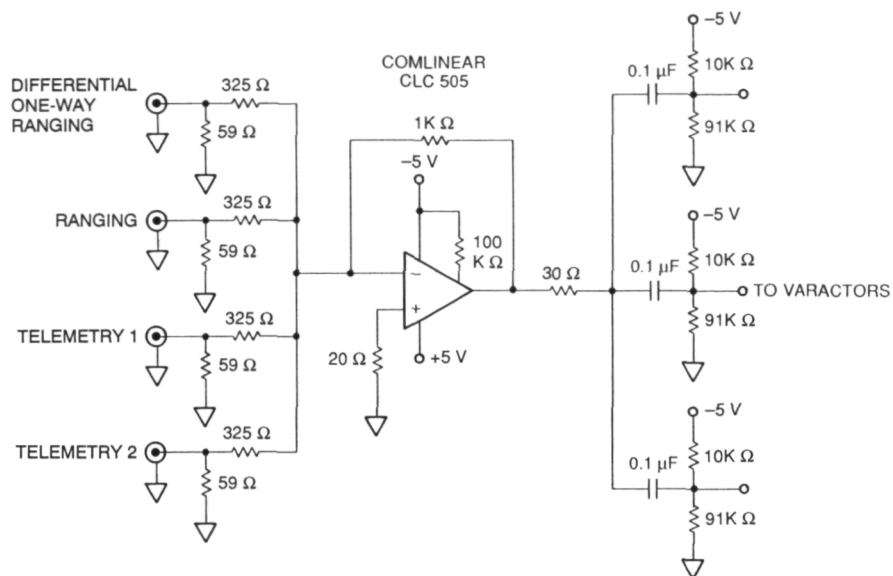 DIFFERENTIAL
ONE-WAY
RANGING
325 Ω
59 Ω
RANGING
325 Ω
59 Ω
TELEMETRY 1
325 Ω
59 Ω
TELEMETRY 2
325 Ω
59 Ω
COMLINEAR
CLC 505
1K Ω
–5 V
100
K Ω
–
+
20 Ω
+5 V
30 Ω
–5 V
10K Ω
0.1 µF
91K Ω
–5 V
10K Ω
0.1 µF
TO VARACTORS
91K Ω
–5 V
10K Ω
0.1 µF
91K Ω